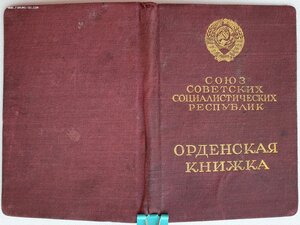 СОЮЗ
СОВЕТСКИХ
СОЦИАЛИСТИЧЕСКИХ
РЕСПУБЛИК
ОРДЕНСКАЯ
КНИЖКА